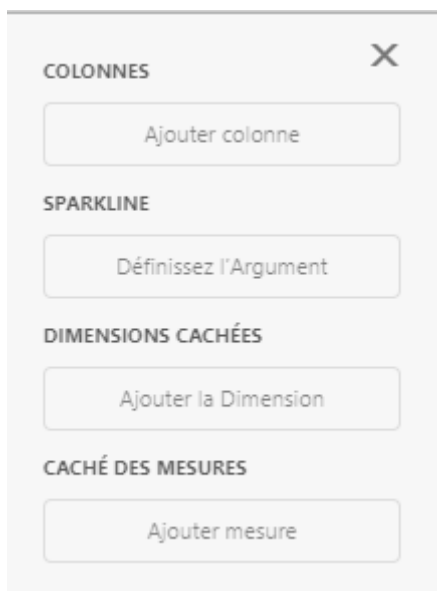 COLONNES
Ajouter colonne
SPARKLINE
Définissez l'Argument
DIMENSIONS CACHÉES
Ajouter la Dimension
CACHÉ DES MESURES
Ajouter mesure